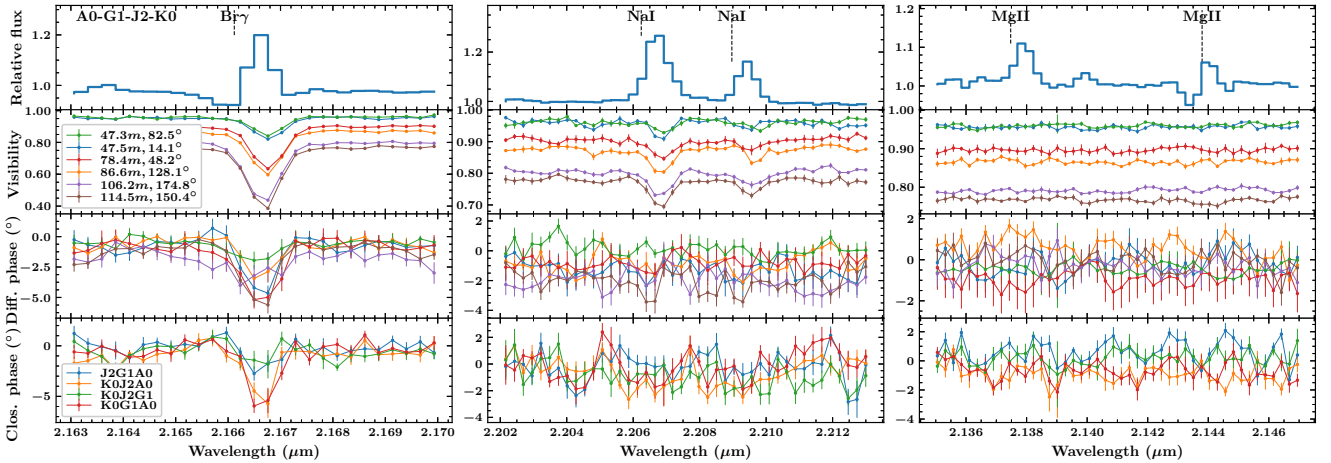 A0-G1-J2-K0 Brγ NaI NaI MgII MgII
Relative flux
1.2
1.0
1.2
1.0
1.2
1.1
1.0
Visibility
1.00
0.80
0.60
0.40
1.00
0.90
0.80
0.70
1.00
0.90
0.80
47.3m, 82.5°
47.5m, 14.1°
78.4m, 48.2°
86.6m, 128.1°
106.2m, 174.8°
114.5m, 150.4°
Diff. phase (°)
0.0
−2.5
−5.0
2
0
−2
−4
2
0
−2
Clos. phase (°)
0
−5
2
0
−2
−4
2
0
−2
−4
J2G1A0
K0J2A0
K0J2G1
K0G1A0
2.163 2.164 2.165 2.166 2.167 2.168 2.169 2.170 2.202 2.204 2.206 2.208 2.210 2.212 2.136 2.138 2.140 2.142 2.144 2.146
Wavelength (μm) Wavelength (μm) Wavelength (μm)